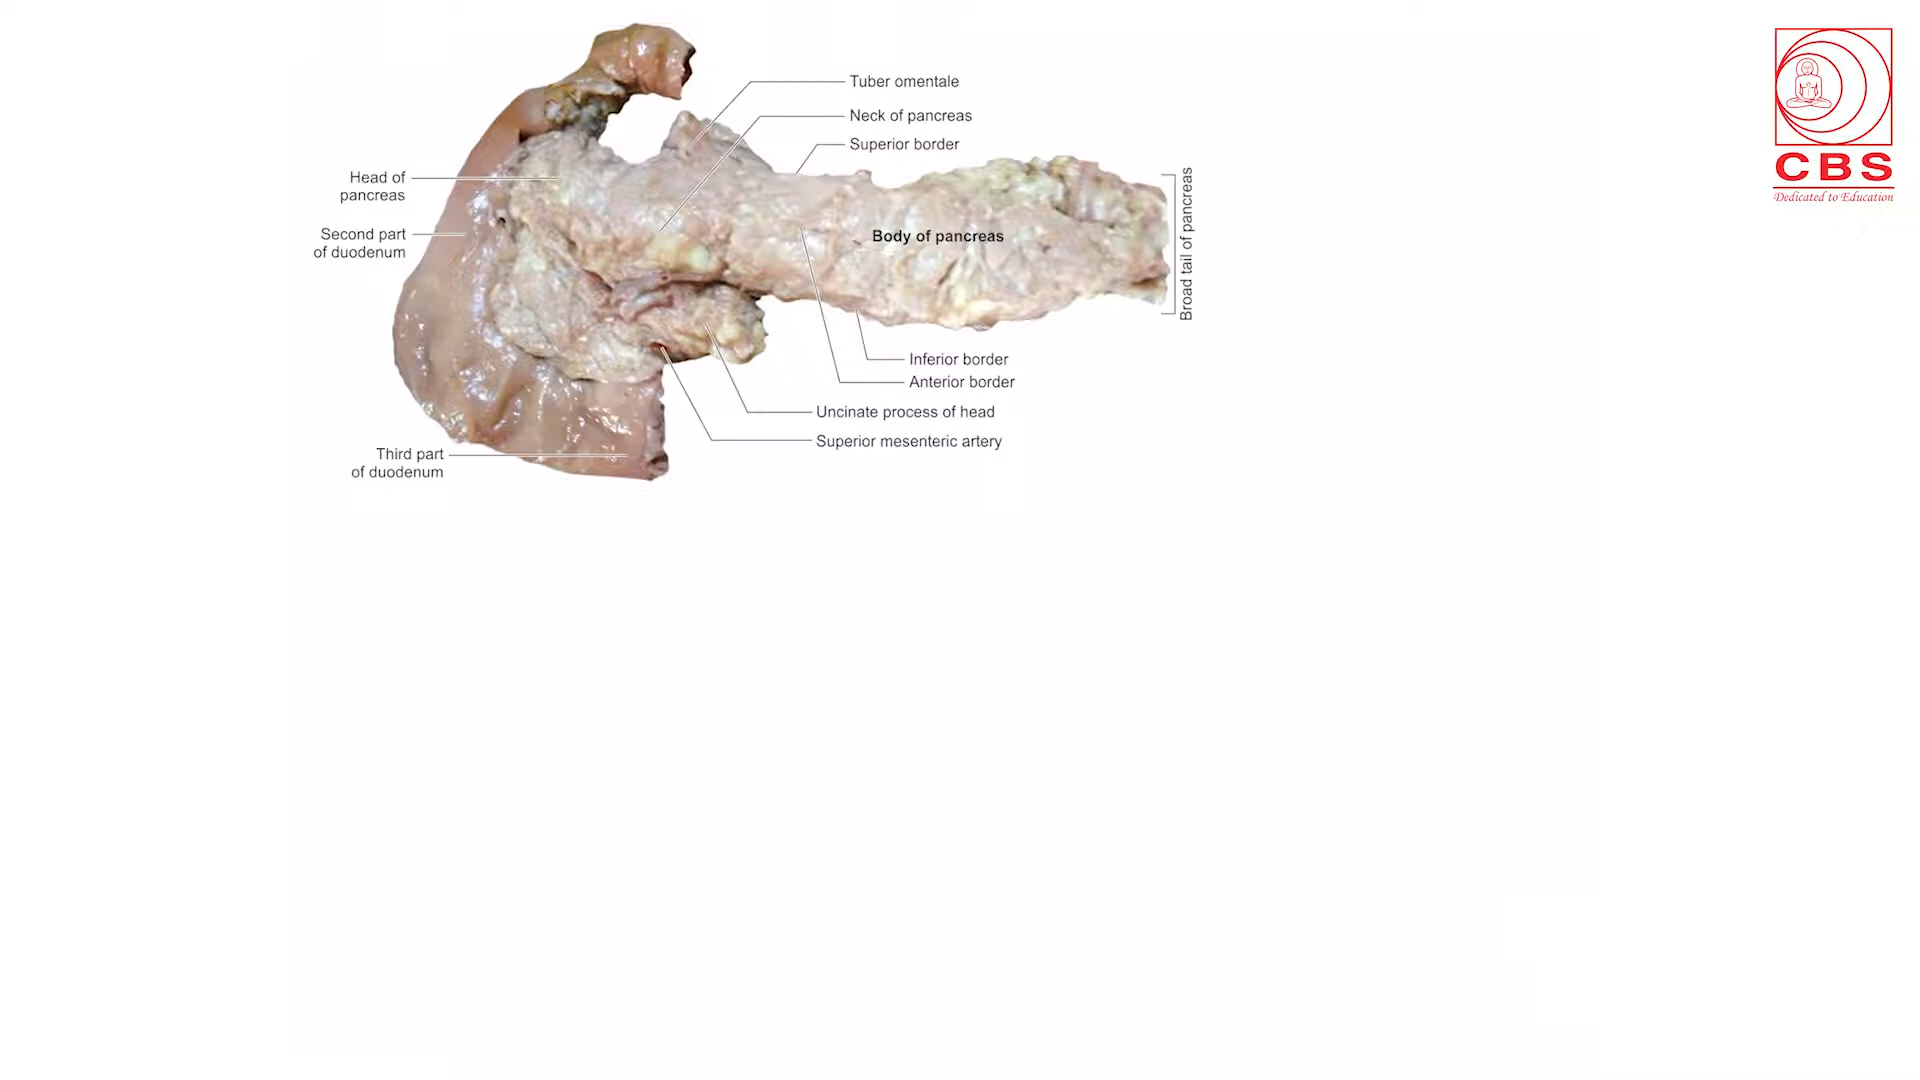 Tuber omentale
Neck of pancreas
Superior border
Head of
pancreas
Second part
of duodenum
Body of pancreas
Broad tail of pancreas
Inferior border
Anterior border
Uncinate process of head
Superior mesenteric artery
Third part
of duodenum
CBS
Dedicated to Education